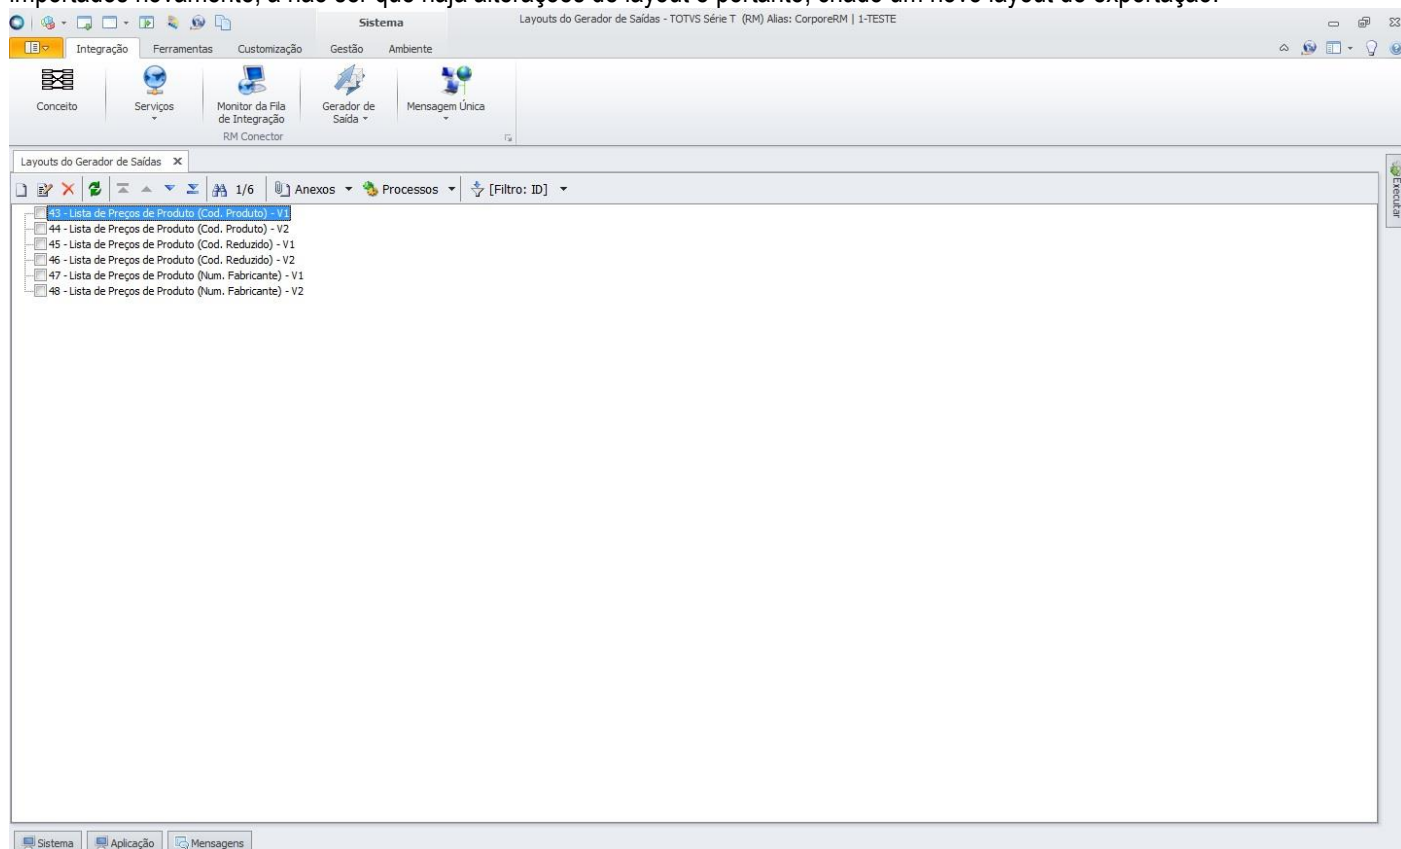 importados novamente, a não ser que haja alterações de layout e portanto, criado um novo layout de exportação.
Sistema
Layouts do Gerador de Saídas - TOTVS Série T (RM) Alias: CorporeRM | 1-TESTE
Integração Ferramentas Customização Gestão Ambiente
Conceito Serviços Monitor da Fila de Integração Gerador de Saída Mensagem Única
RM Conector
Layouts do Gerador de Saídas
1/6 Anexos Processos [Filtro: ID]
Executar
43 - Lista de Preços de Produto (Cod. Produto) - V1
44 - Lista de Preços de Produto (Cod. Produto) - V2
45 - Lista de Preços de Produto (Cod. Reduzido) - V1
46 - Lista de Preços de Produto (Cod. Reduzido) - V2
47 - Lista de Preços de Produto (Num. Fabricante) - V1
48 - Lista de Preços de Produto (Num. Fabricante) - V2
Sistema Aplicação Mensagens